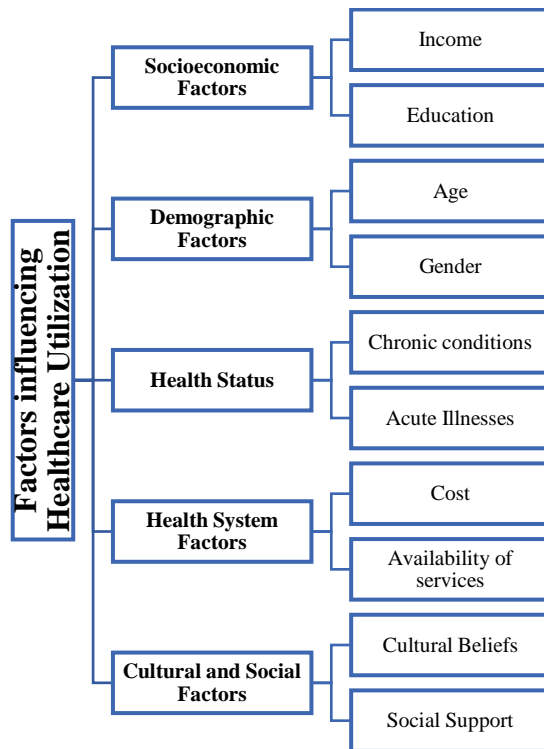 Factors influencing
Healthcare Utilization
Socioeconomic
Factors
Income
Education
Demographic
Factors
Age
Gender
Health Status
Chronic conditions
Acute Illnesses
Health System
Factors
Cost
Availability of
services
Cultural and Social
Factors
Cultural Beliefs
Social Support